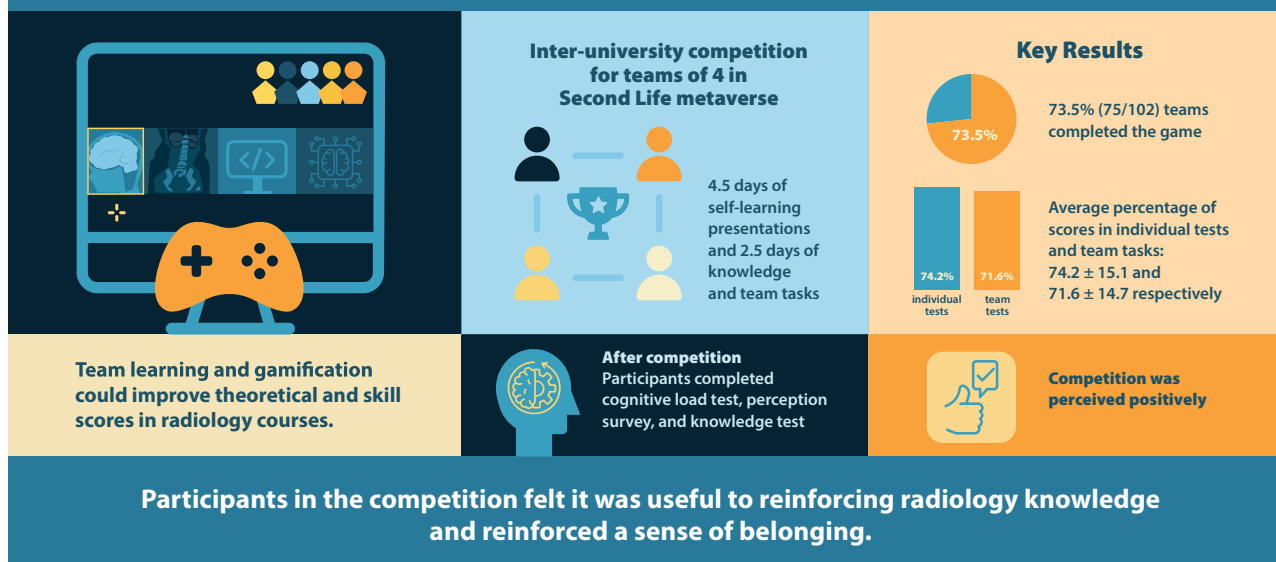 Inter-university competition
for teams of 4 in
Second Life metaverse
4.5 days of
self-learning
presentations
and 2.5 days of
knowledge
and team tasks
Key Results
73.5%
73.5% (75/102) teams
completed the game
74.2%
71.6%
individual
tests
team
tests
Average percentage of
scores in individual tests
and team tasks:
74.2 ± 15.1 and
71.6 ± 14.7 respectively
</>
Team learning and gamification
could improve theoretical and skill
scores in radiology courses.
After competition
Participants completed
cognitive load test, perception
survey, and knowledge test
Competition was
perceived positively
Participants in the competition felt it was useful to reinforcing radiology knowledge
and reinforced a sense of belonging.